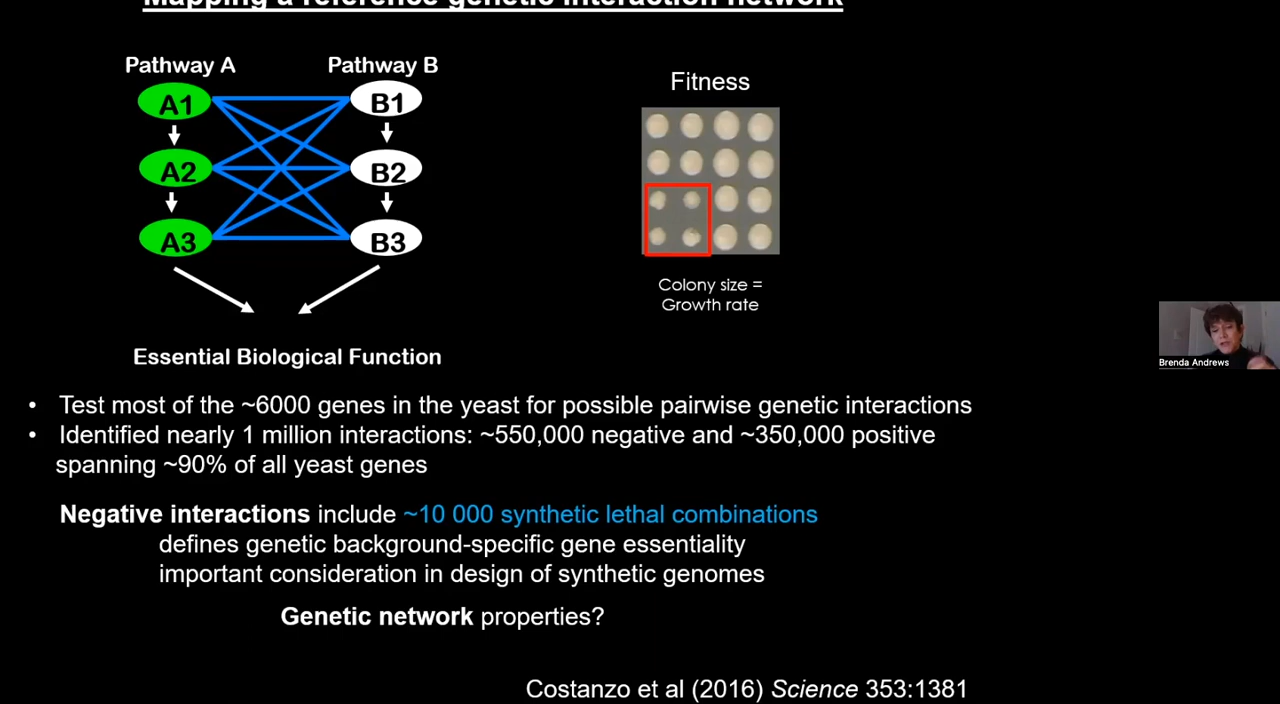 Mapping a reference genetic interaction network
Pathway A
Pathway B
A1
B1
A2
B2
A3
B3
Essential Biological Function
Fitness
Colony size =
Growth rate
Brenda Andrews
• Test most of the ~6000 genes in the yeast for possible pairwise genetic interactions
• Identified nearly 1 million interactions: ~550,000 negative and ~350,000 positive
spanning ~90% of all yeast genes
Negative interactions include ~10 000 synthetic lethal combinations
defines genetic background-specific gene essentiality
important consideration in design of synthetic genomes
Genetic network properties?
Costanzo et al (2016) Science 353:1381